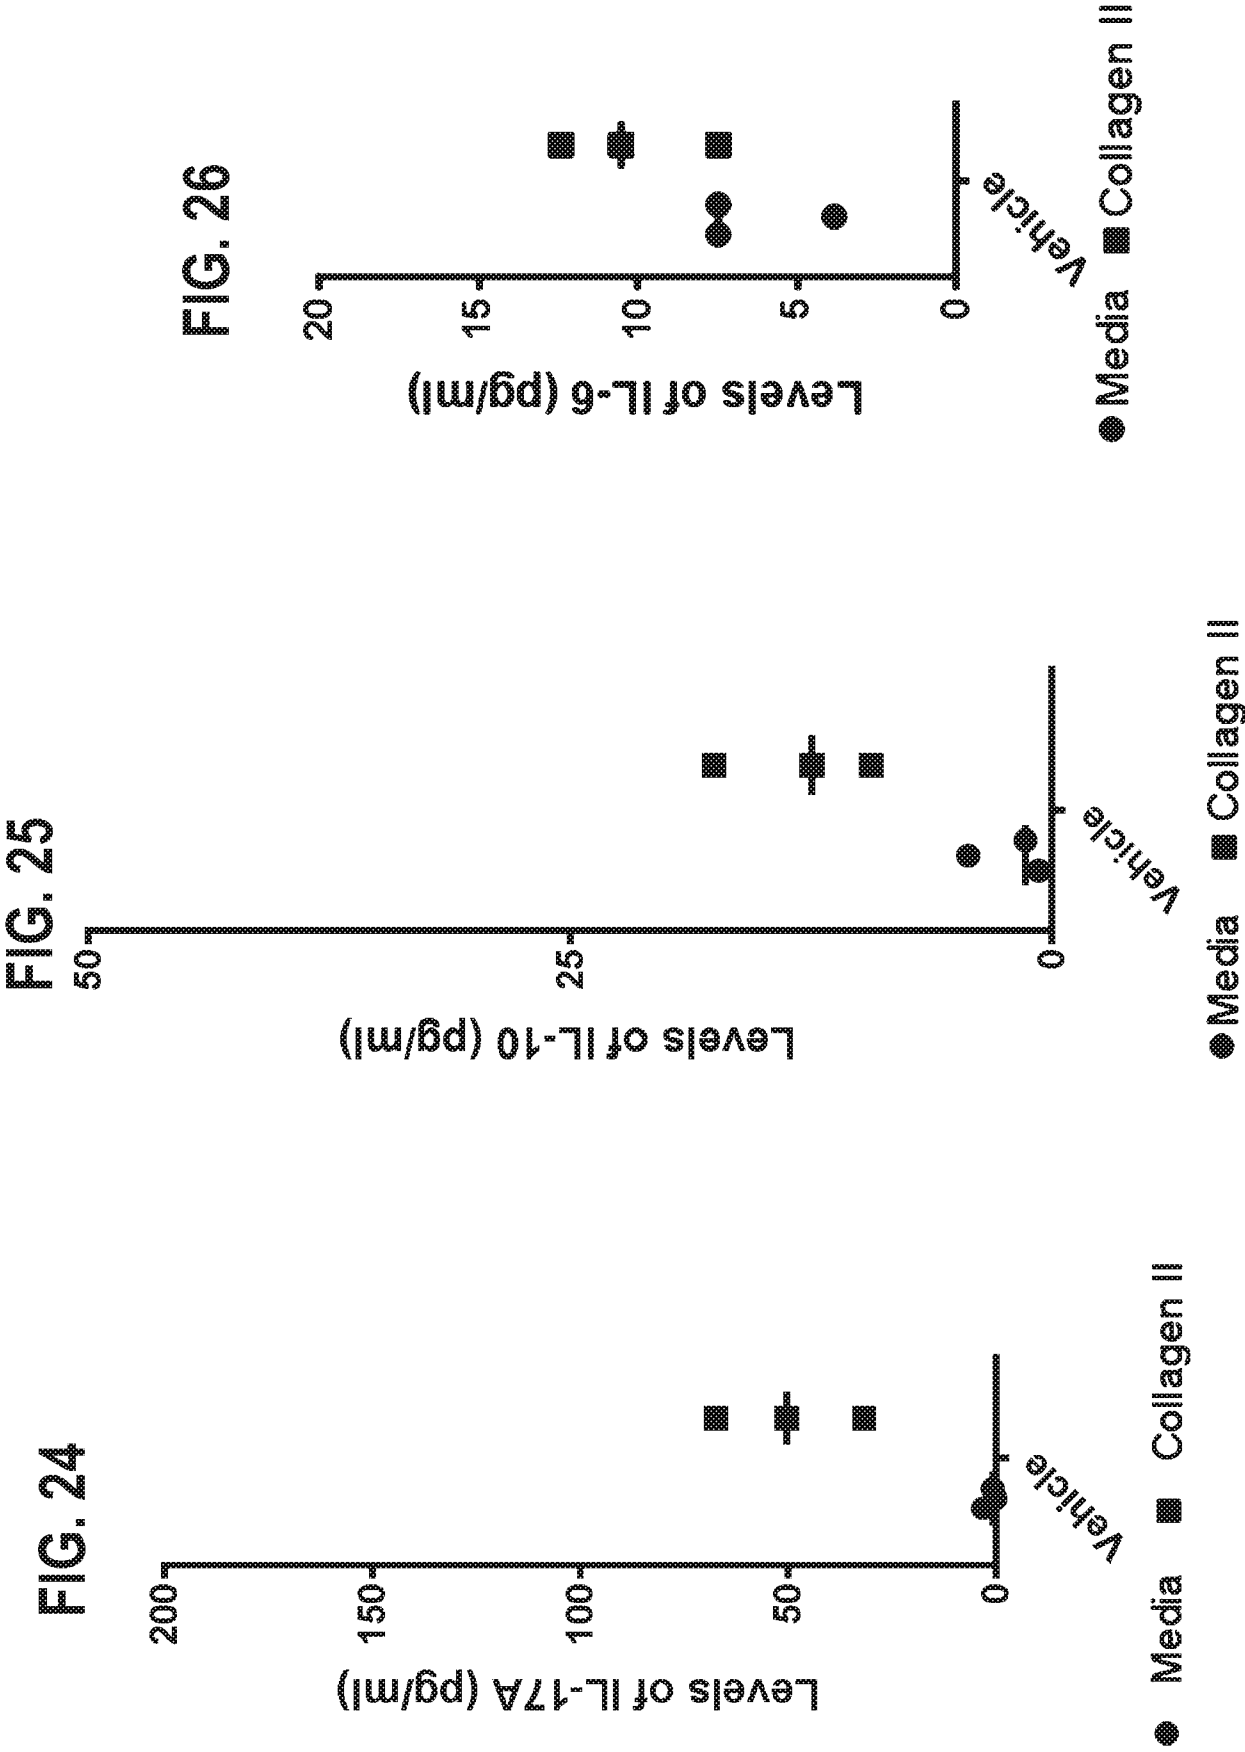 FIG. 24
Levels of IL-17A (pg/ml)
200
150
100
50
0
Vehicle
● Media ■ Collagen II
FIG. 25
Levels of IL-10 (pg/ml)
50
25
0
Vehicle
● Media ■ Collagen II
FIG. 26
Levels of IL-6 (pg/ml)
20
15
10
5
0
Vehicle
● Media ■ Collagen II